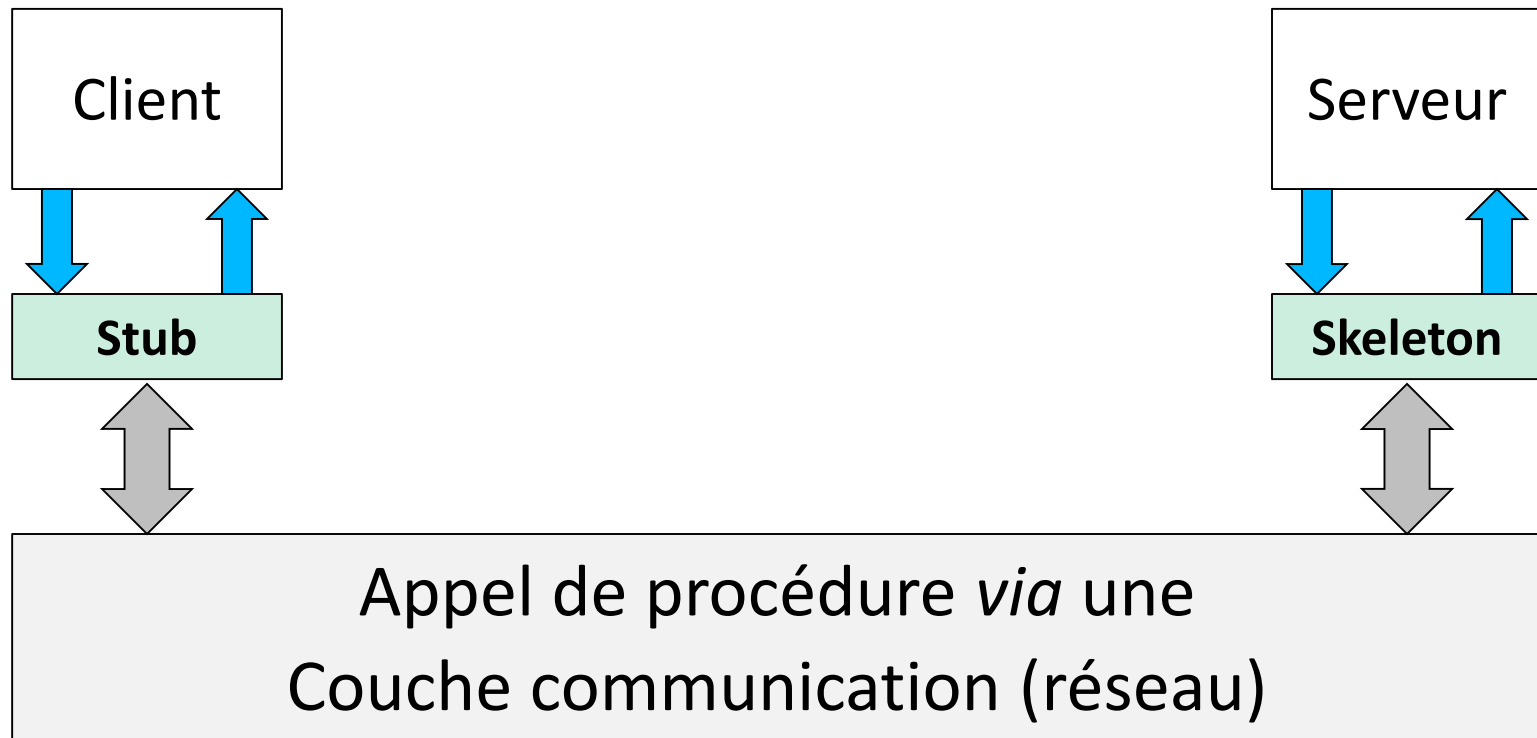 Client
Serveur
Stub
Skeleton
Appel de procédure via une
Couche communication (réseau)